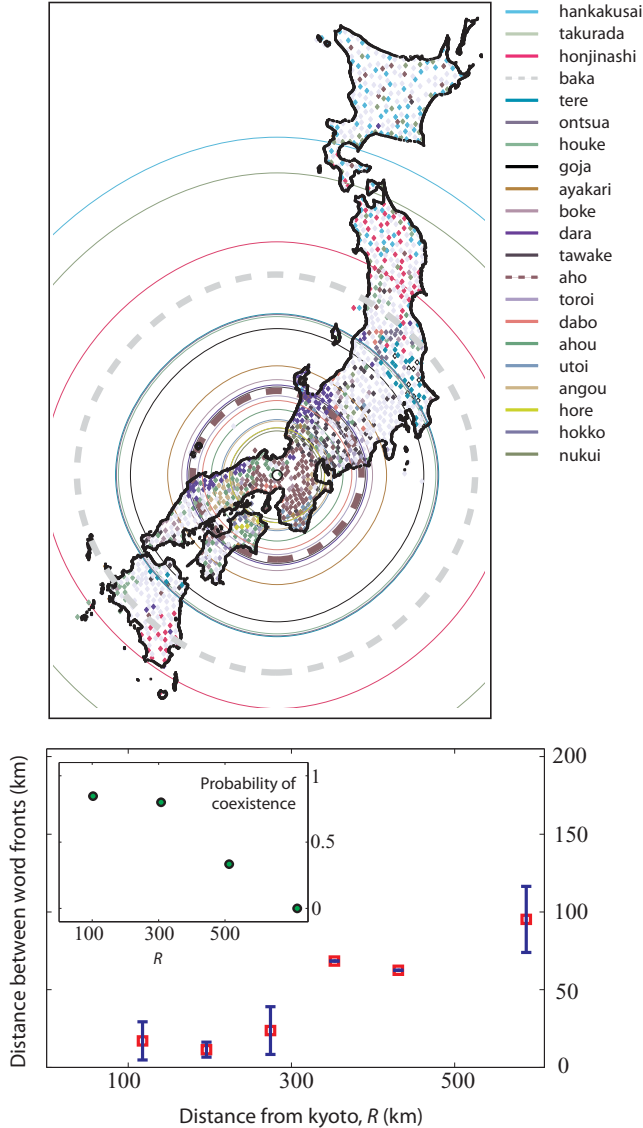 hankakusai
takurada
honjinashi
baka
tere
ontsua
houke
goja
ayakari
boke
dara
tawake
aho
toroi
dabo
ahou
utoi
angou
hore
hokko
nukui
Distance between word fronts (km)
200
150
100
50
0
Probability of
coexistence
1
0.5
0
100
300
500
R
100
300
500
Distance from kyoto, R (km)